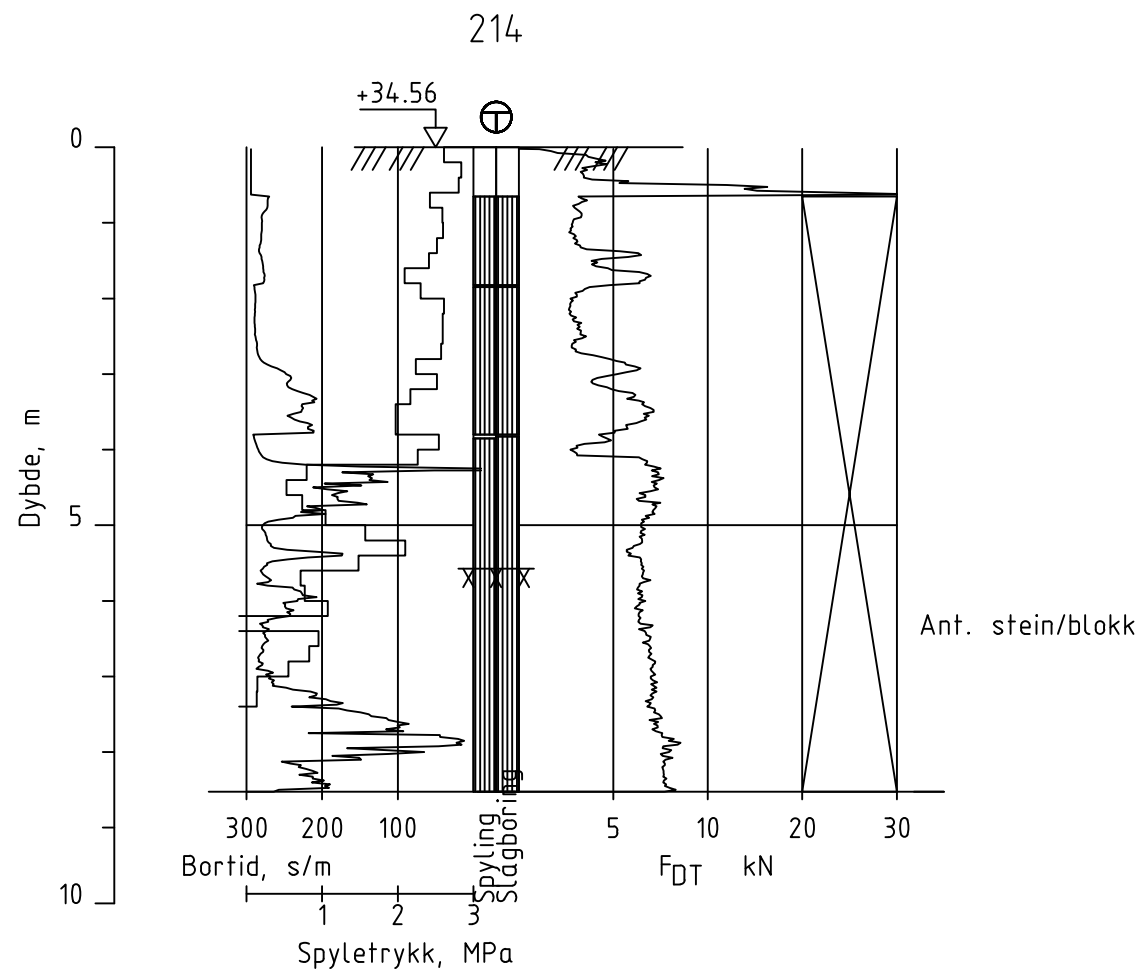 214
+34.56
0
Dybde, m
5
Ant. stein/blokk
Spyling
Slagboring
300 200 100 5 10 20 30
Bortid, s/m FDT kN
10
1 2 3
Spyletrykk, MPa